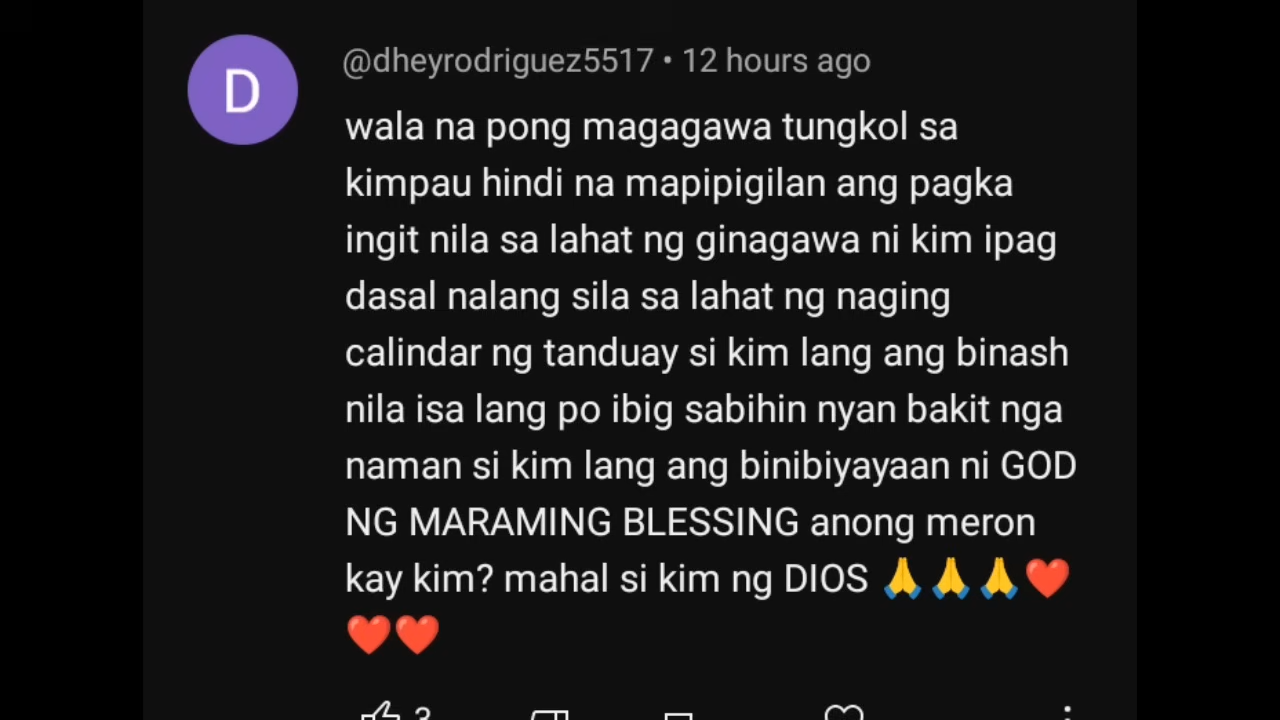 D
@dheyrodriguez5517 • 12 hours ago
wala na pong magagawa tungkol sa
kimpau hindi na mapipigilan ang pagka
ingit nila sa lahat ng ginagawa ni kim ipag
dasal nalang sila sa lahat ng naging
calindar ng tanduay si kim lang ang binash
nila isa lang po ibig sabihin nyan bakit nga
naman si kim lang ang binibiyayaan ni GOD
NG MARAMING BLESSING anong meron
kay kim? mahal si kim ng DIOS 🙏🙏🙏❤️
❤️❤️
3